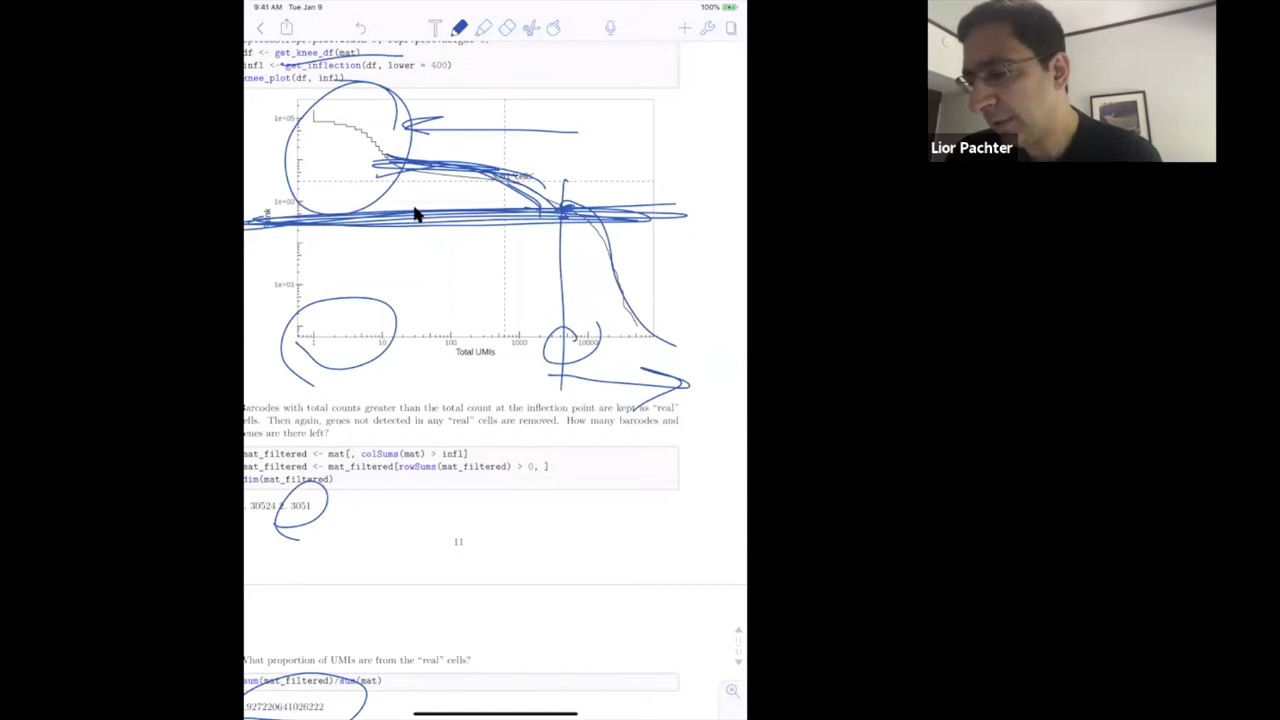 9:41 AM Tue Jan 9
100%
df <- get_knee_df(mat)
infl <- get_inflection(df, lower = 400)
knee_plot(df, infl)
1e+05
1e+03
1e+01
1
10
100
1000
10000
Total UMIs
Barcodes with total counts greater than the total count at the inflection point are kept as "real"
cells. Then again, genes not detected in any "real" cells are removed. How many barcodes and
genes are there left?
mat_filtered <- mat[, colSums(mat) > infl]
mat_filtered <- mat_filtered[rowSums(mat_filtered) > 0, ]
dim(mat_filtered)
. 30524 2. 3051
11
What proportion of UMIs are from the "real" cells?
sum(mat_filtered)/sum(mat)
.927220641026222
Lior Pachter